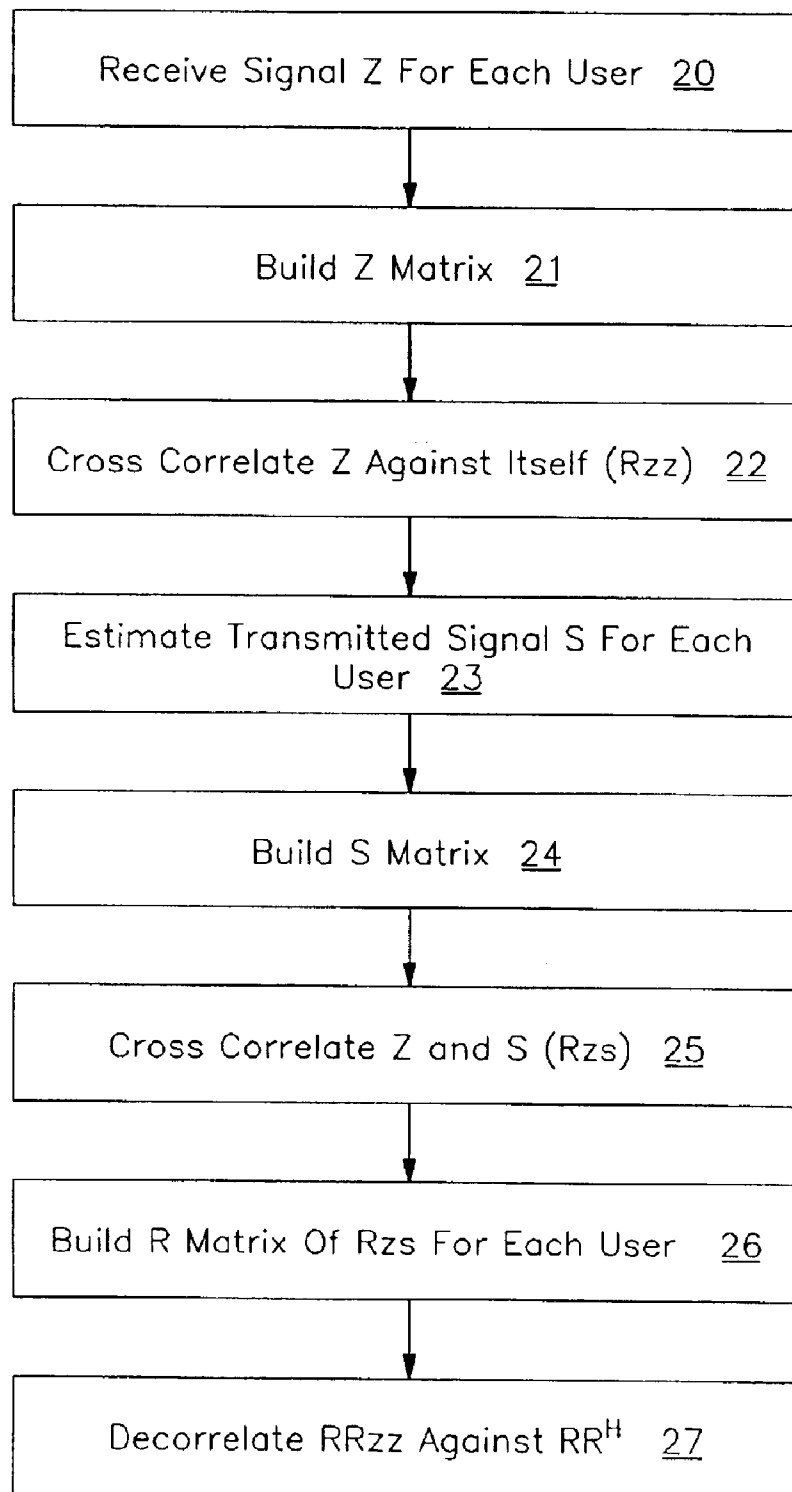 Receive Signal Z For Each User 20
Build Z Matrix 21
Cross Correlate Z Against Itself (Rzz) 22
Estimate Transmitted Signal S For Each
User 23
Build S Matrix 24
Cross Correlate Z and S (Rzs) 25
Build R Matrix Of Rzs For Each User 26
Decorrelate RRzz Against RRᴴ 27